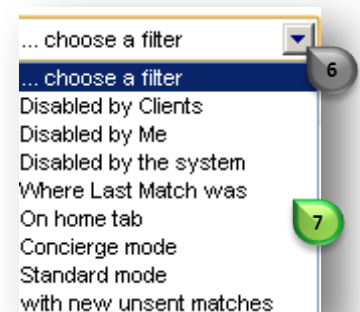 ... choose a filter
6
... choose a filter
Disabled by Clients
Disabled by Me
Disabled by the system
Where Last Match was
On home tab
7
Concierge mode
Standard mode
with new unsent matches